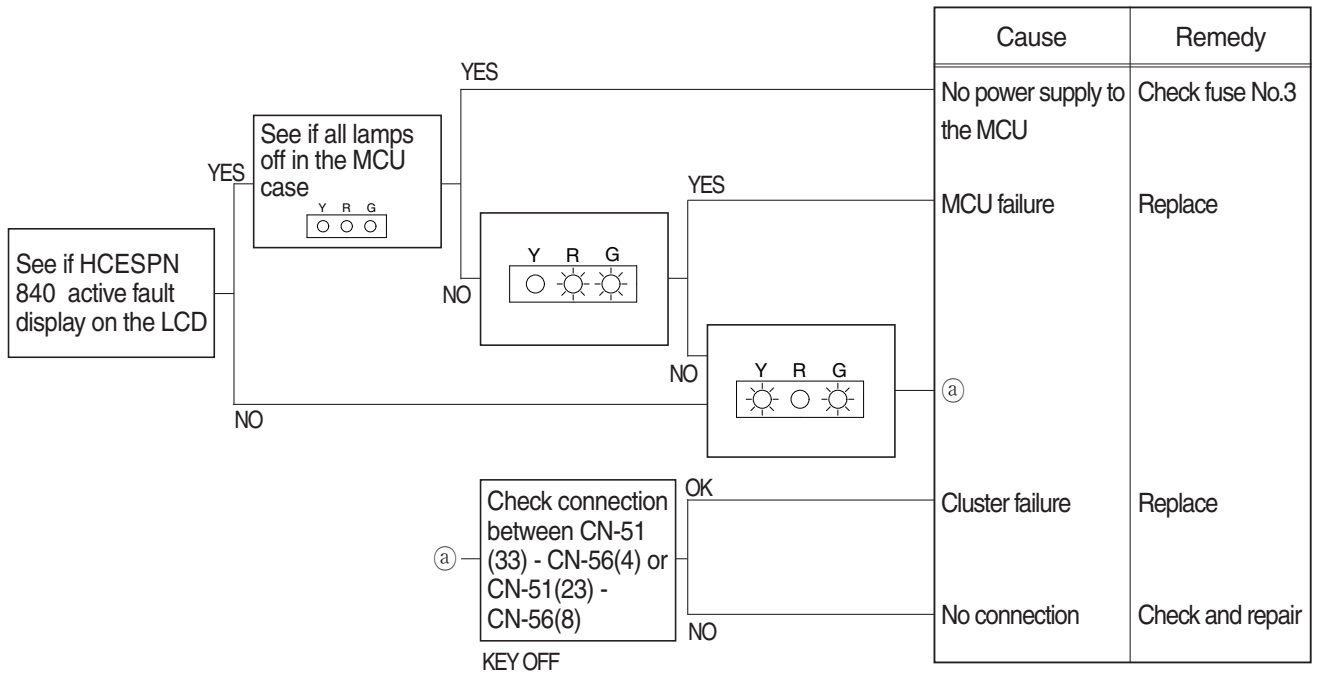 Cause Remedy
YES
No power supply to
the MCU
Check fuse No.3
See if all lamps
off in the MCU
case
Y R G
YES
YES
MCU failure
Replace
See if HCESPN
840 active fault
display on the LCD
Y R G
NO
NO
Y R G
ⓐ
NO
ⓐ
Check connection
between CN-51
(33) - CN-56(4) or
CN-51(23) -
CN-56(8)
OK
Cluster failure
Replace
NO
No connection
Check and repair
KEY OFF